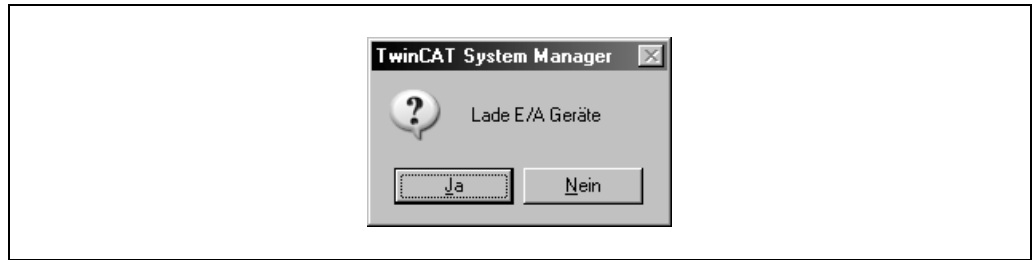 TwinCAT System Manager
?
Lade E/A Geräte
Ja
Nein